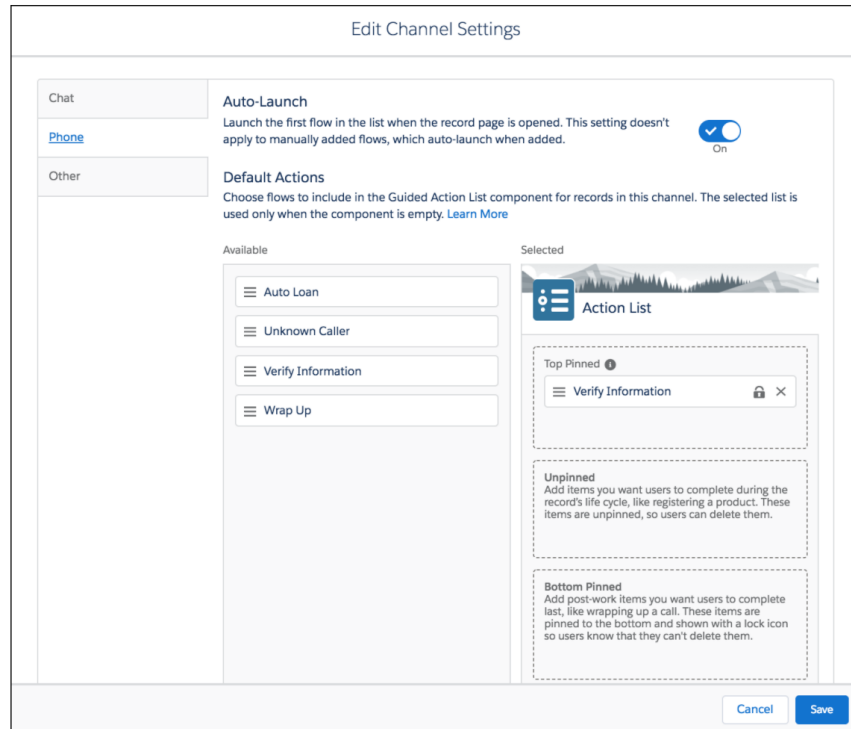 Edit Channel Settings
Chat
Phone
Other
Auto-Launch
Launch the first flow in the list when the record page is opened. This setting doesn't
apply to manually added flows, which auto-launch when added.
On
Default Actions
Choose flows to include in the Guided Action List component for records in this channel. The selected list is
used only when the component is empty. Learn More
Available
Auto Loan
Unknown Caller
Verify Information
Wrap Up
Selected
Action List
Top Pinned
Verify Information
Unpinned
Add items you want users to complete during the
record's life cycle, like registering a product. These
items are unpinned, so users can delete them.
Bottom Pinned
Add post-work items you want users to complete
last, like wrapping up a call. These items are
pinned to the bottom and shown with a lock icon
so users know that they can't delete them.
Cancel
Save